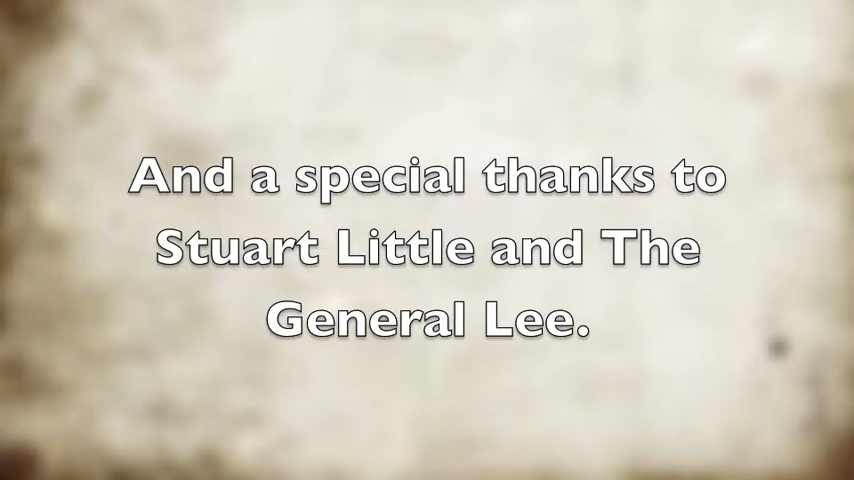 And a special thanks to
Stuart Little and The
General Lee.